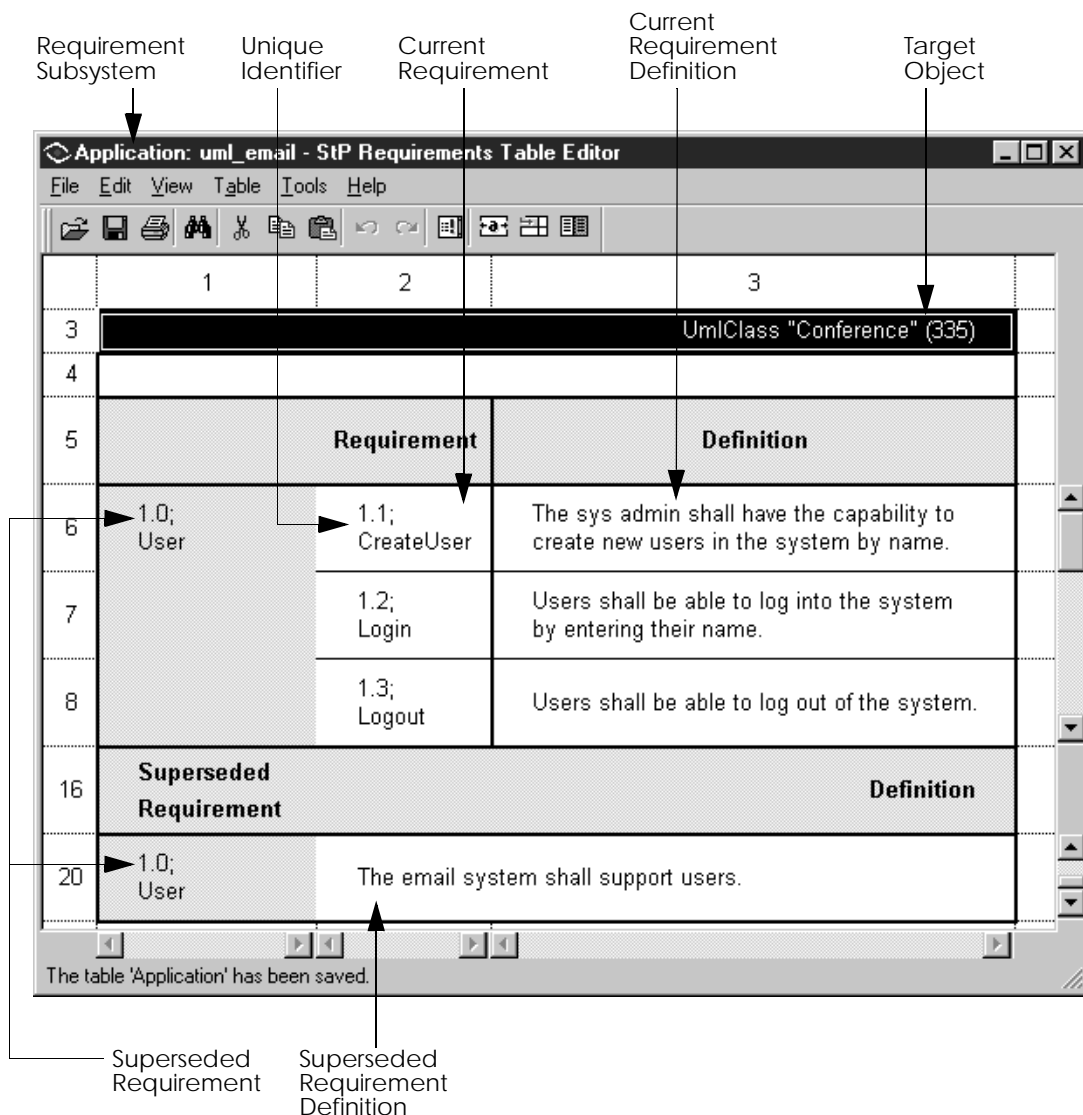 Requirement
Subsystem
Unique
Identifier
Current
Requirement
Current
Requirement
Definition
Target
Object
Application: uml_email - StP Requirements Table Editor
File Edit View Table Tools Help
1 2 3
3 UmlClass "Conference" (335)
4
5 Requirement Definition
6 1.0;
User
1.1;
CreateUser
The sys admin shall have the capability to
create new users in the system by name.
7 1.2;
Login
Users shall be able to log into the system
by entering their name.
8 1.3;
Logout
Users shall be able to log out of the system.
16 Superseded
Requirement
Definition
20 1.0;
User
The email system shall support users.
The table 'Application' has been saved.
Superseded
Requirement
Superseded
Requirement
Definition